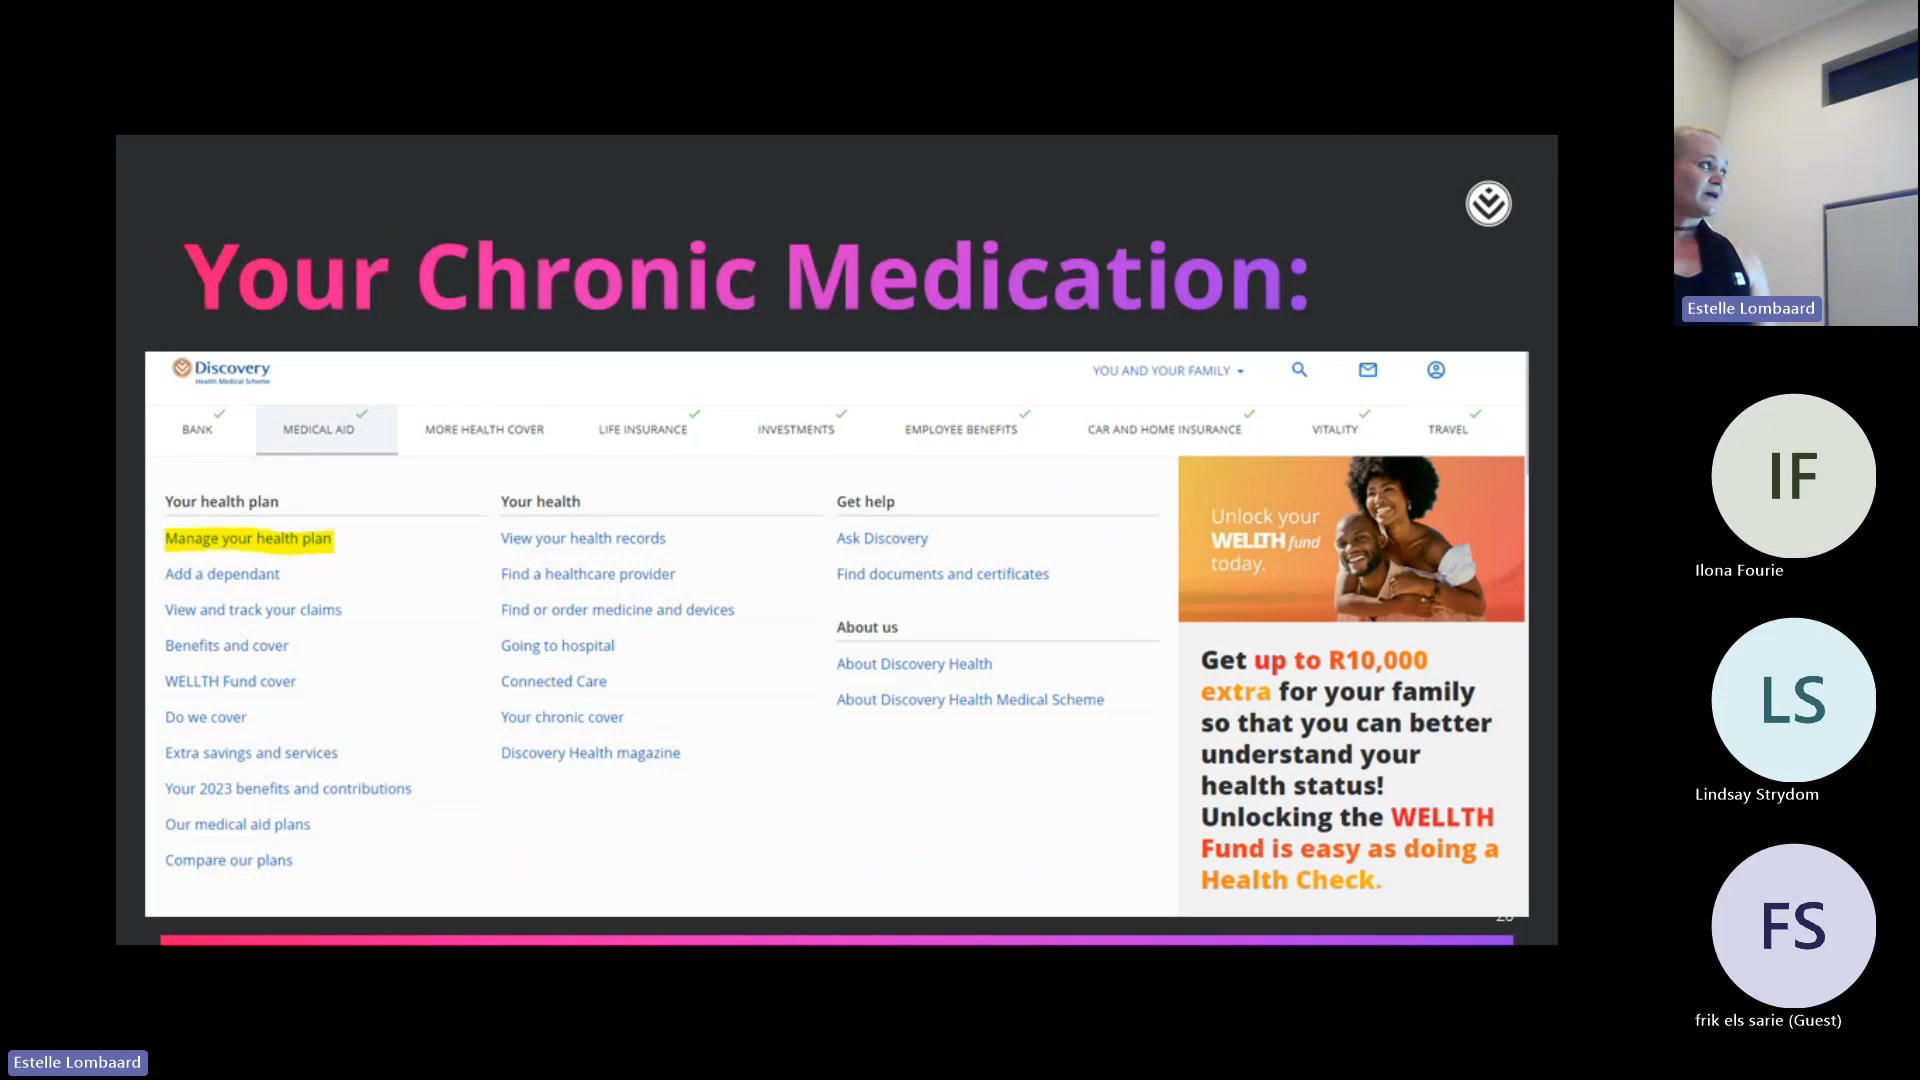 Your Chronic Medication:
Discovery
Health Medical Scheme
YOU AND YOUR FAMILY
BANK
MEDICAL AID
MORE HEALTH COVER
LIFE INSURANCE
INVESTMENTS
EMPLOYEE BENEFITS
CAR AND HOME INSURANCE
VITALITY
TRAVEL
Your health plan
Manage your health plan
Add a dependant
View and track your claims
Benefits and cover
WELLTH Fund cover
Do we cover
Extra savings and services
Your 2023 benefits and contributions
Our medical aid plans
Compare our plans
Your health
View your health records
Find a healthcare provider
Find or order medicine and devices
Going to hospital
Connected Care
Your chronic cover
Discovery Health magazine
Get help
Ask Discovery
Find documents and certificates
About us
About Discovery Health
About Discovery Health Medical Scheme
Unlock your
WELLTH fund
today.
Get up to R10,000
extra for your family
so that you can better
understand your
health status!
Unlocking the WELLTH
Fund is easy as doing a
Health Check.
Estelle Lombaard
IF
Ilona Fourie
LS
Lindsay Strydom
FS
frik els sarie (Guest)
Estelle Lombaard